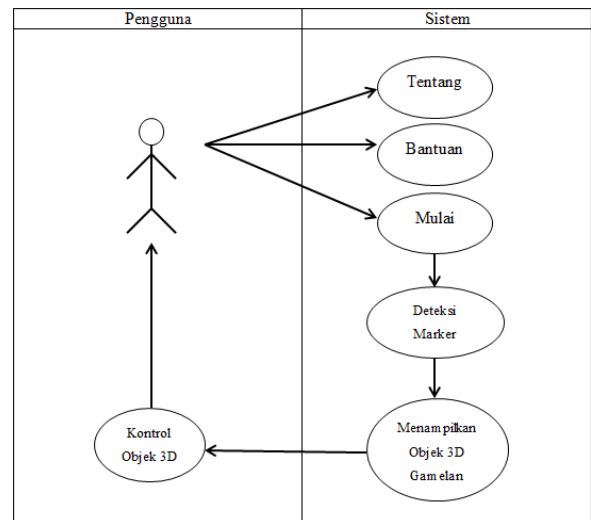 Pengguna
Sistem
Tentang
Bantuan
Mulai
Deteksi
Marker
Menampilkan
Objek 3D
Gamelan
Kontrol
Objek 3D